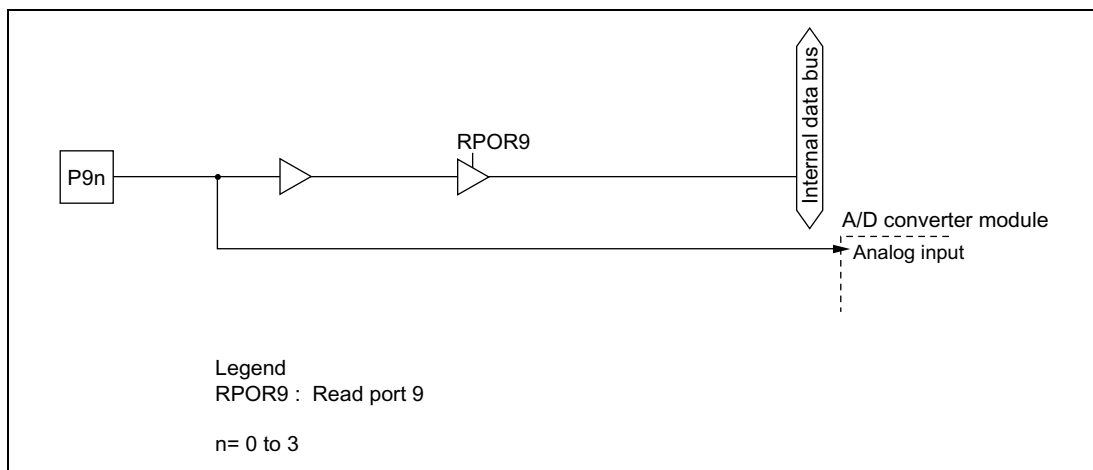 Internal data bus
RPOR9
P9n
A/D converter module
Analog input
Legend
RPOR9 : Read port 9
n= 0 to 3